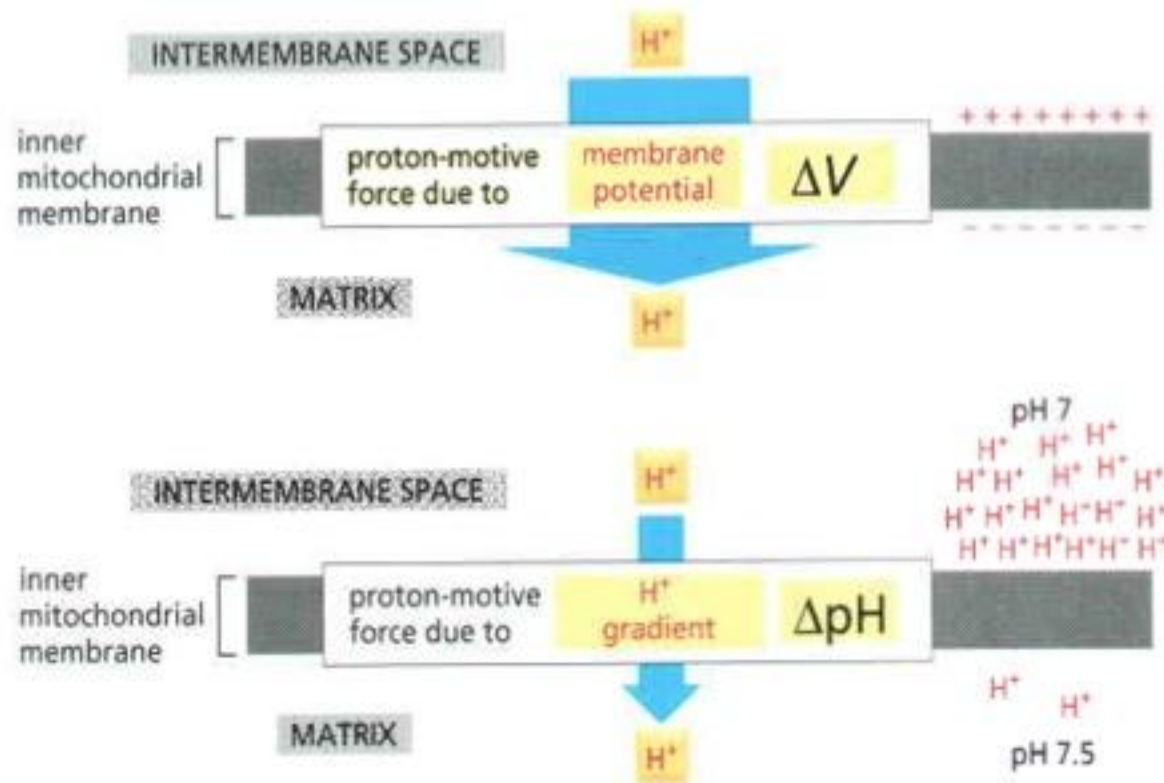 H⁺
INTERMEMBRANE SPACE
+ + + + + + + +
inner
mitochondrial
membrane
proton-motive
force due to
membrane
potential
ΔV
- - - - - - - -
MATRIX
H⁺
pH 7
H⁺ H⁺ H⁺
H⁺ H⁺ H⁺ H⁺ H⁺
H⁺ H⁺ H⁺ H⁺ H⁺ H⁺
H⁺ H⁺ H⁺ H⁺ H⁺ H⁺
H⁺
INTERMEMBRANE SPACE
inner
mitochondrial
membrane
proton-motive
force due to
H⁺
gradient
ΔpH
H⁺
H⁺
MATRIX
H⁺
pH 7.5